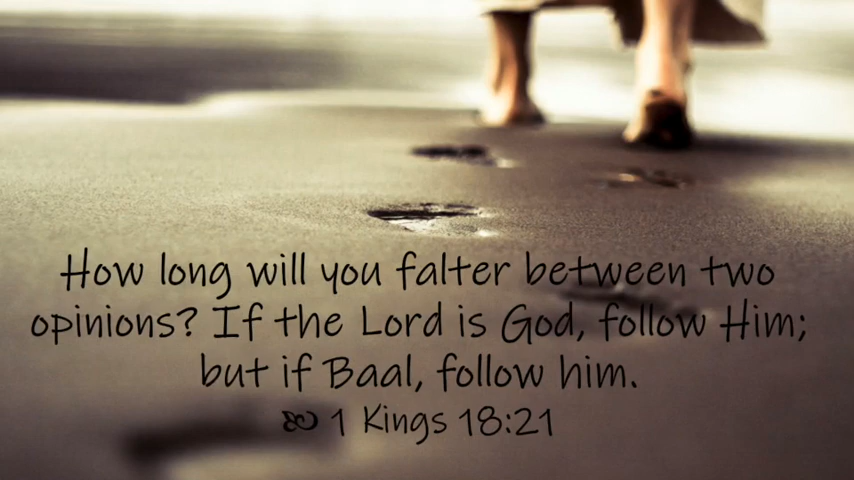 How long will you falter between two
opinions? If the Lord is God, follow Him;
but if Baal, follow him.
1 Kings 18:21